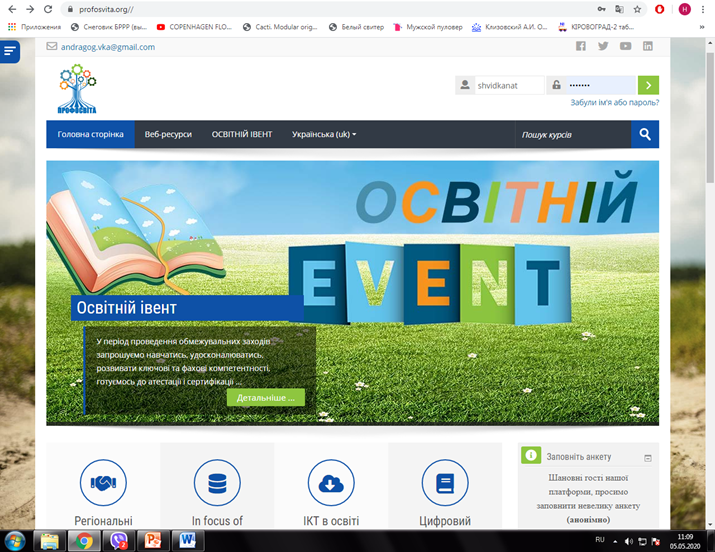 profosvita.org//
Приложения
Снеговик БРРР (вы...
COPENHAGEN FLO...
Cacti. Modular orig...
Белый свитер
Мужской пуловер
Клизовский А.И. О...
КІРОВОГРАД-2 таб...
»
andragog.vka@gmail.com
ПРОФОСВІТА
shvidkanat
•••••••
Забули ім'я або пароль?
Головна сторінка
Веб-ресурси
ОСВІТНІЙ ІВЕНТ
Українська (uk)
Пошук курсів
ОСВІТНІЙ
EVENT
Освітній івент
У період проведення обмежувальних заходів
запрошуємо навчатись, удосконалюватись,
розвивати ключові та фахові компетентності,
готуємось до атестації і сертифікації ...
Детальніше ...
Регіональні
In focus of
ІКТ в освіті
Цифровий
Заповніть анкету
Шановні гості нашої
платформи, просимо
заповнити невелику анкету
(анонімно)
RU
11:09
05.05.2020